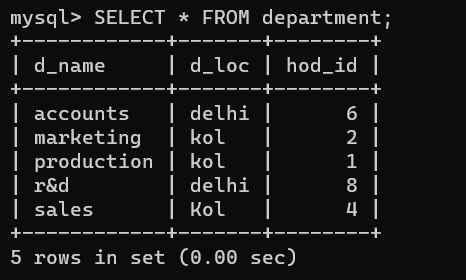 mysql> SELECT * FROM department;
+------------+-------+--------+
| d_name     | d_loc | hod_id |
+------------+-------+--------+
| accounts   | delhi |      6 |
| marketing  | kol   |      2 |
| production | kol   |      1 |
| r&d        | delhi |      8 |
| sales      | Kol   |      4 |
+------------+-------+--------+
5 rows in set (0.00 sec)